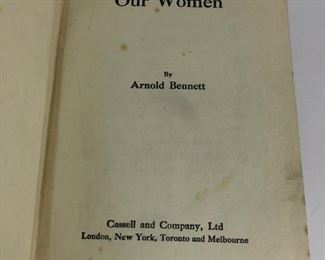 Our Women
By
Arnold Bennett
Cassell and Company, Ltd
London, New York, Toronto and Melbourne